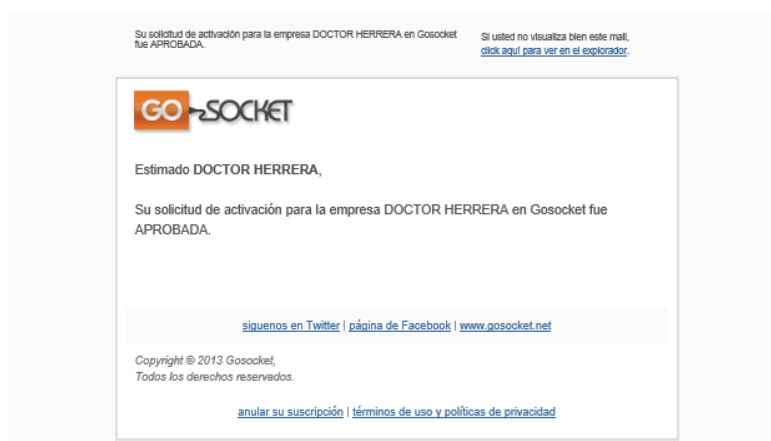 Su solicitud de activación para la empresa DOCTOR HERRERA en Gosocket
fue APROBADA.
Si usted no visualiza bien este mail,
click aquí para ver en el explorador.
GO SOCKET
Estimado DOCTOR HERRERA,
Su solicitud de activación para la empresa DOCTOR HERRERA en Gosocket fue
APROBADA.
siguenos en Twitter | página de Facebook | www.gosocket.net
Copyright © 2013 Gosocket,
Todos los derechos reservados.
anular su suscripción | términos de uso y políticas de privacidad